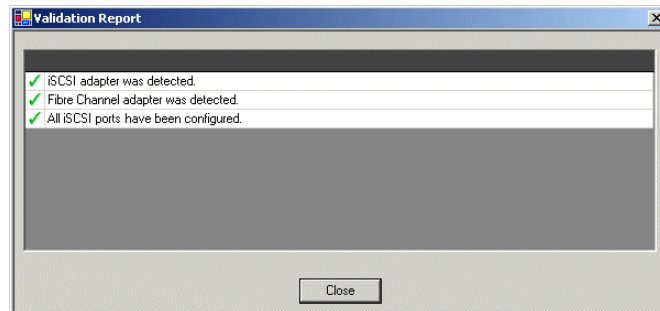 Validation Report
iSCSI adapter was detected.
Fibre Channel adapter was detected.
All iSCSI ports have been configured.
Close